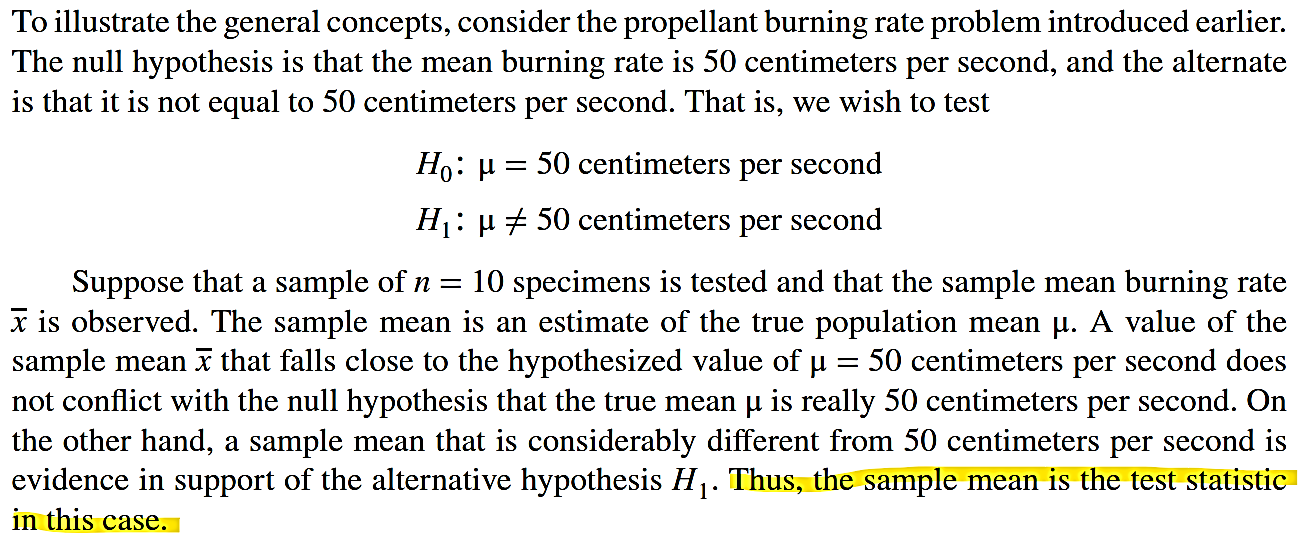 To illustrate the general concepts, consider the propellant burning rate problem introduced earlier.
The null hypothesis is that the mean burning rate is 50 centimeters per second, and the alternate
is that it is not equal to 50 centimeters per second. That is, we wish to test
H₀: μ = 50 centimeters per second
H₁: μ ≠ 50 centimeters per second
Suppose that a sample of n = 10 specimens is tested and that the sample mean burning rate
x̄ is observed. The sample mean is an estimate of the true population mean μ. A value of the
sample mean x̄ that falls close to the hypothesized value of μ = 50 centimeters per second does
not conflict with the null hypothesis that the true mean μ is really 50 centimeters per second. On
the other hand, a sample mean that is considerably different from 50 centimeters per second is
evidence in support of the alternative hypothesis H₁. Thus, the sample mean is the test statistic
in this case.